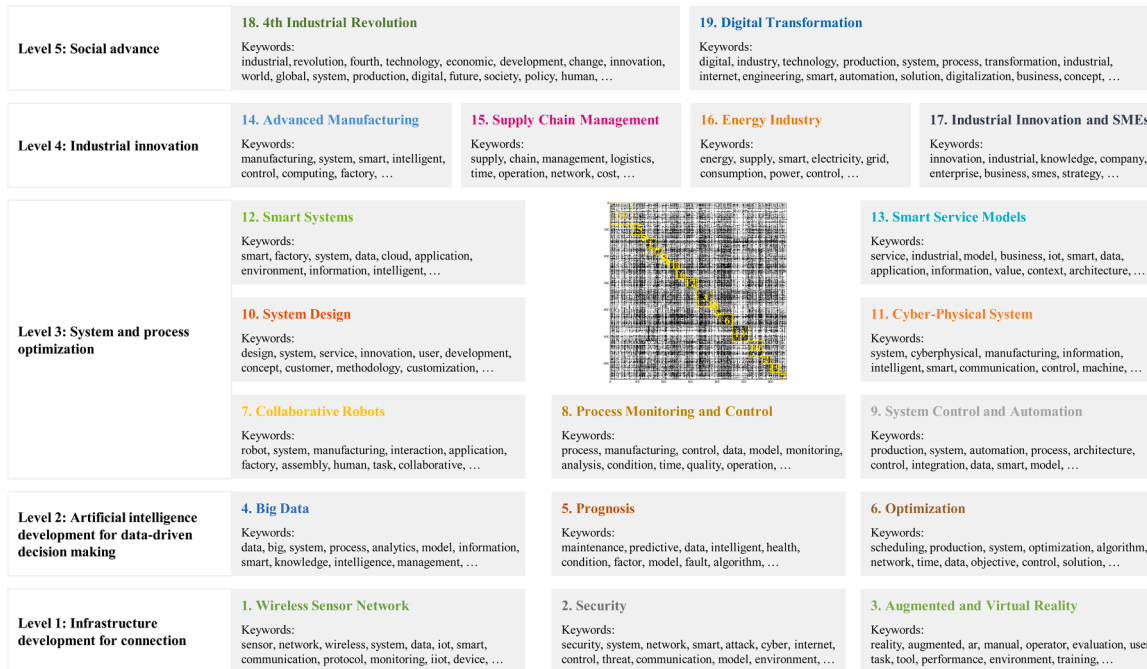 Level 5: Social advance
18. 4th Industrial Revolution
Keywords:
industrial, revolution, fourth, technology, economic, development, change, innovation,
world, global, system, production, digital, future, society, policy, human, …
19. Digital Transformation
Keywords:
digital, industry, technology, production, system, process, transformation, industrial,
internet, engineering, smart, automation, solution, digitalization, business, concept, …
Level 4: Industrial innovation
14. Advanced Manufacturing
Keywords:
manufacturing, system, smart, intelligent,
control, computing, factory, …
15. Supply Chain Management
Keywords:
supply, chain, management, logistics,
time, operation, network, cost, …
16. Energy Industry
Keywords:
energy, supply, smart, electricity, grid,
consumption, power, control, …
17. Industrial Innovation and SMEs
Keywords:
innovation, industrial, knowledge, company,
enterprise, business, smes, strategy, …
Level 3: System and process
optimization
12. Smart Systems
Keywords:
smart, factory, system, data, cloud, application,
environment, information, intelligent, …
13. Smart Service Models
Keywords:
service, industrial, model, business, iot, smart, data,
application, information, value, context, architecture, …
10. System Design
Keywords:
design, system, service, innovation, user, development,
concept, customer, methodology, customization, …
11. Cyber-Physical System
Keywords:
system, cyberphysical, manufacturing, information,
intelligent, smart, communication, control, machine, …
7. Collaborative Robots
Keywords:
robot, system, manufacturing, interaction, application,
factory, assembly, human, task, collaborative, …
8. Process Monitoring and Control
Keywords:
process, manufacturing, control, data, model, monitoring,
analysis, condition, time, quality, operation, …
9. System Control and Automation
Keywords:
production, system, automation, process, architecture,
control, integration, data, smart, model, …
Level 2: Artificial intelligence
development for data-driven
decision making
4. Big Data
Keywords:
data, big, system, process, analytics, model, information,
smart, knowledge, intelligence, management, …
5. Prognosis
Keywords:
maintenance, predictive, data, intelligent, health,
condition, factor, model, fault, algorithm, …
6. Optimization
Keywords:
scheduling, production, system, optimization, algorithm,
network, time, data, objective, control, solution, …
Level 1: Infrastructure
development for connection
1. Wireless Sensor Network
Keywords:
sensor, network, wireless, system, data, iot, smart,
communication, protocol, monitoring, iiot, device, …
2. Security
Keywords:
security, system, network, smart, attack, cyber, internet,
control, threat, communication, model, environment, …
3. Augmented and Virtual Reality
Keywords:
reality, augmented, ar, manual, operator, evaluation, user,
task, tool, performance, environment, training, …